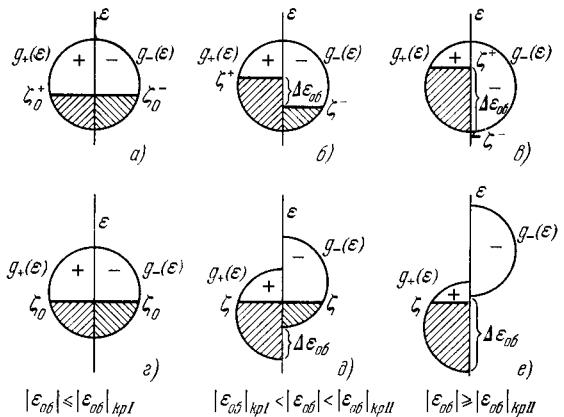 ε ε ε
g₊(ε) + − g₋(ε) g₊(ε) + − g₋(ε) g₊(ε) + ζ⁺ − g₋(ε)
ζ₀⁺ ζ₀⁻ ζ⁺ Δε_об ζ⁻ Δε_об ζ⁻
а) б) в)
ε ε ε
g₊(ε) + − g₋(ε) g₊(ε) + − g₋(ε) g₊(ε) + − g₋(ε)
ζ₀ ζ₀ ζ ζ ζ
Δε_об Δε_об
г) д) е)
|ε_об| ≤ |ε_об|_крI |ε_об|_крI < |ε_об| < |ε_об|_крII |ε_об| ≥ |ε_об|_крII